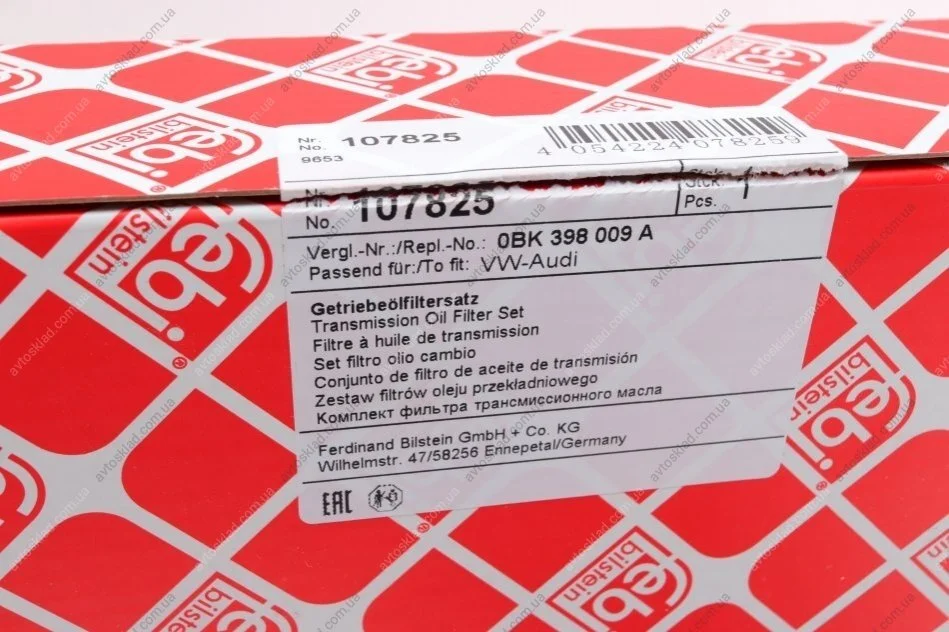 Nr.
No. 107825
9653
4 054224 078259
Nr.
No. 107825
Stck.
Pcs. 1
Vergl.-Nr.:/Repl.-No.: 0BK 398 009 A
Passend für:/To fit: VW-Audi
Getriebeölfiltersatz
Transmission Oil Filter Set
Filtre à huile de transmission
Set filtro olio cambio
Conjunto de filtro de aceite de transmisión
Zestaw filtrów oleju przekładniowego
Комплект фильтра трансмиссионного масла
Ferdinand Bilstein GmbH + Co. KG
Wilhelmstr. 47/58256 Ennepetal/Germany
EAC
febi
bilstein
avtosklad.com.ua